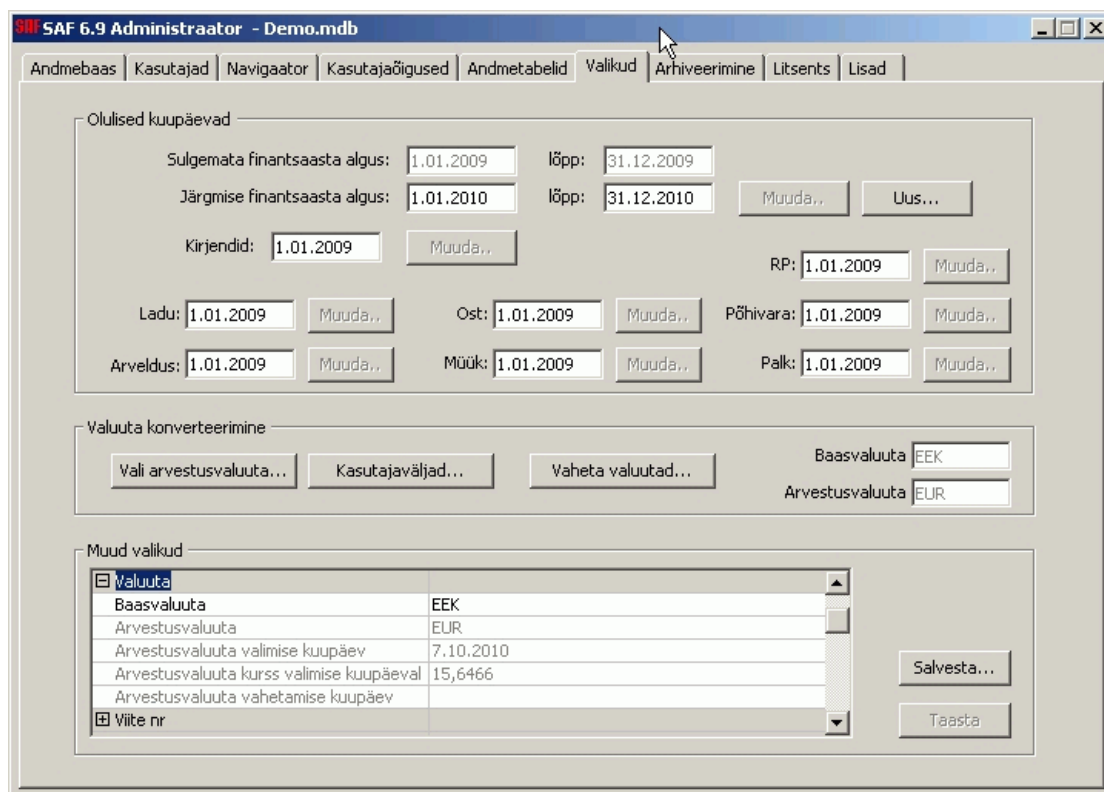 SAF SAF 6.9 Administraator - Demo.mdb
Andmebaas Kasutajad Navigaator Kasutajaõigused Andmetabelid Valikud Arhiveerimine Litsents Lisad
Olulised kuupäevad
Sulgemata finantsaasta algus: 1.01.2009 lõpp: 31.12.2009
Järgmise finantsaasta algus: 1.01.2010 lõpp: 31.12.2010 Muuda.. Uus...
Kirjendid: 1.01.2009 Muuda..
RP: 1.01.2009 Muuda..
Ladu: 1.01.2009 Muuda.. Ost: 1.01.2009 Muuda.. Põhivara: 1.01.2009 Muuda..
Arveldus: 1.01.2009 Muuda.. Müük: 1.01.2009 Muuda.. Palk: 1.01.2009 Muuda..
Valuuta konverteerimine
Vali arvestusvaluuta... Kasutajaväljad... Vaheta valuutad... Baasvaluuta EEK
Arvestusvaluuta EUR
Muud valikud
Valuuta
Baasvaluuta EEK
Arvestusvaluuta EUR
Arvestusvaluuta valimise kuupäev 7.10.2010
Arvestusvaluuta kurss valimise kuupäeval 15,6466
Arvestusvaluuta vahetamise kuupäev
Viite nr
Salvesta...
Taasta